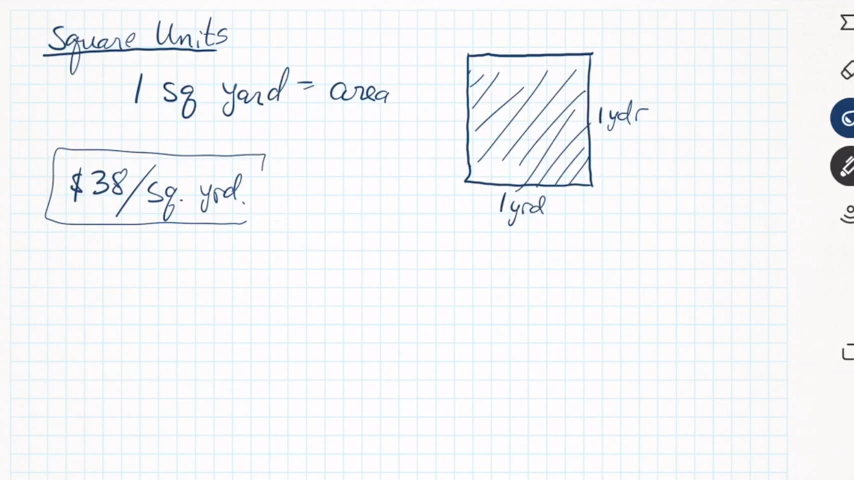 Square Units
1 sq yard = area
1 ydr
$38/sq. yrd.
1 yrd